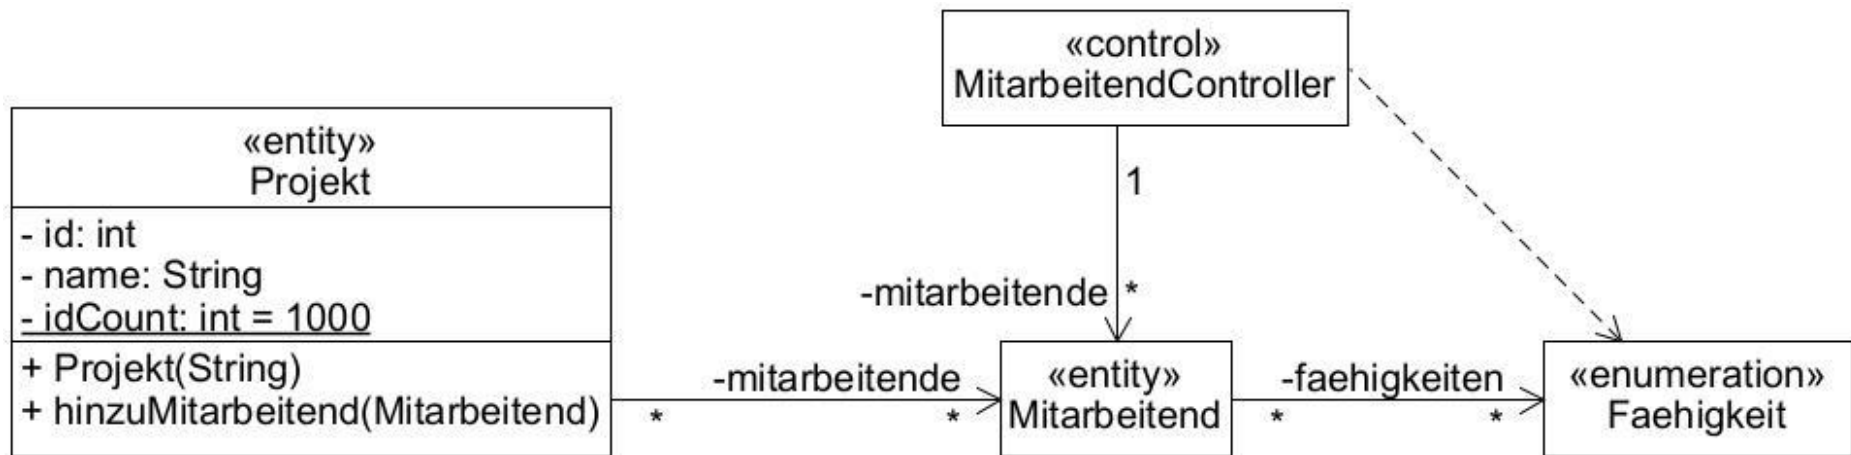 «control»
MitarbeitendController
«entity»
Projekt
- id: int
- name: String
- idCount: int = 1000
+ Projekt(String)
+ hinzuMitarbeitend(Mitarbeitend)
1
-mitarbeitende *
-mitarbeitende
* *
«entity»
Mitarbeitend
-faehigkeiten
* *
«enumeration»
Faehigkeit